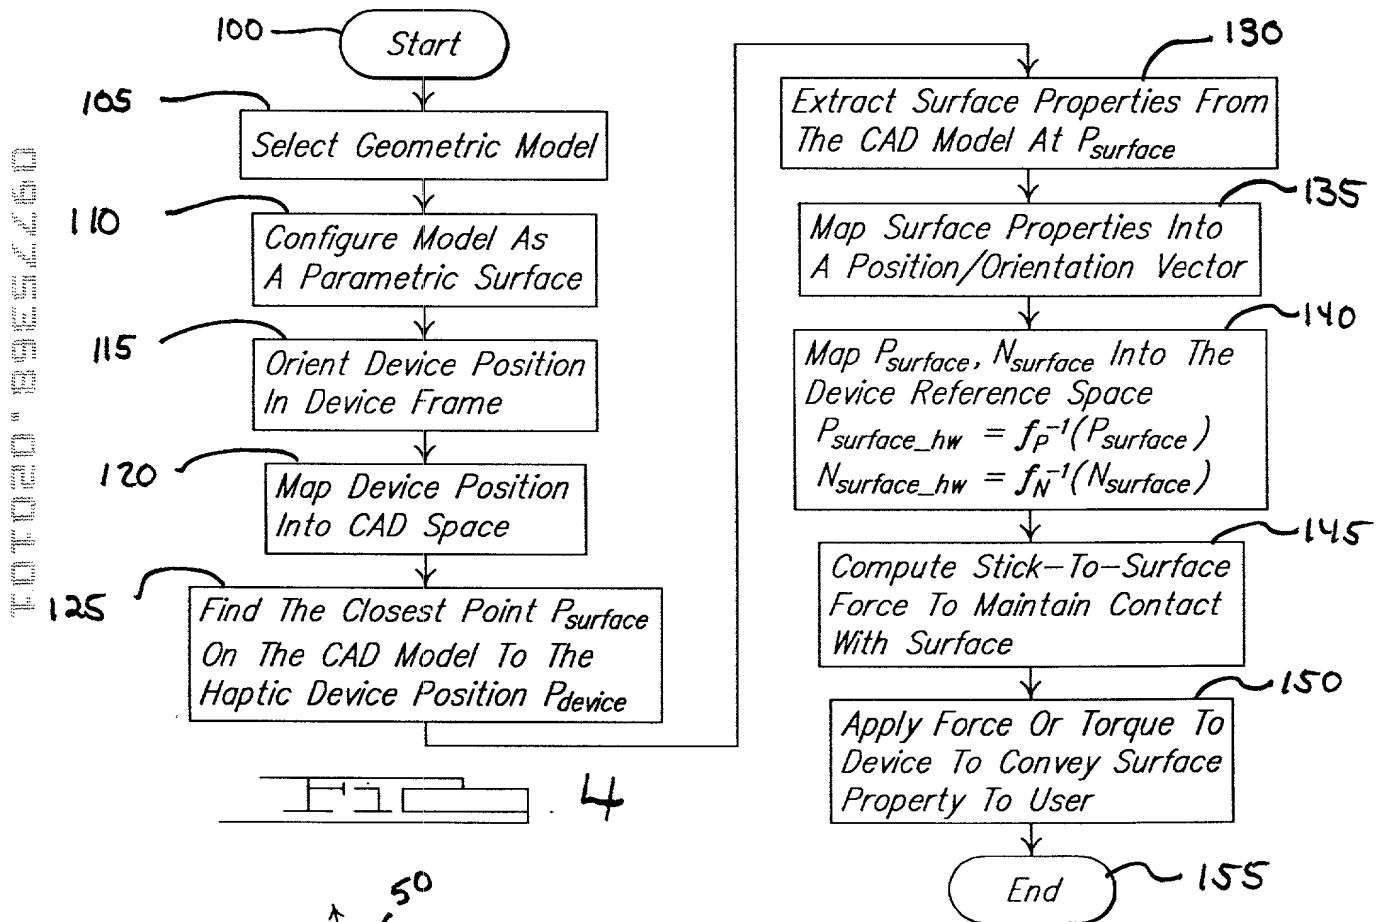 100
Start
105
Select Geometric Model
110
Configure Model As
A Parametric Surface
115
Orient Device Position
In Device Frame
120
Map Device Position
Into CAD Space
125
Find The Closest Point Psurface
On The CAD Model To The
Haptic Device Position Pdevice
130
Extract Surface Properties From
The CAD Model At Psurface
135
Map Surface Properties Into
A Position/Orientation Vector
140
Map Psurface, Nsurface Into The
Device Reference Space
Psurface_hw = fP⁻¹(Psurface)
Nsurface_hw = fN⁻¹(Nsurface)
145
Compute Stick-To-Surface
Force To Maintain Contact
With Surface
150
Apply Force Or Torque To
Device To Convey Surface
Property To User
End
155
4
50